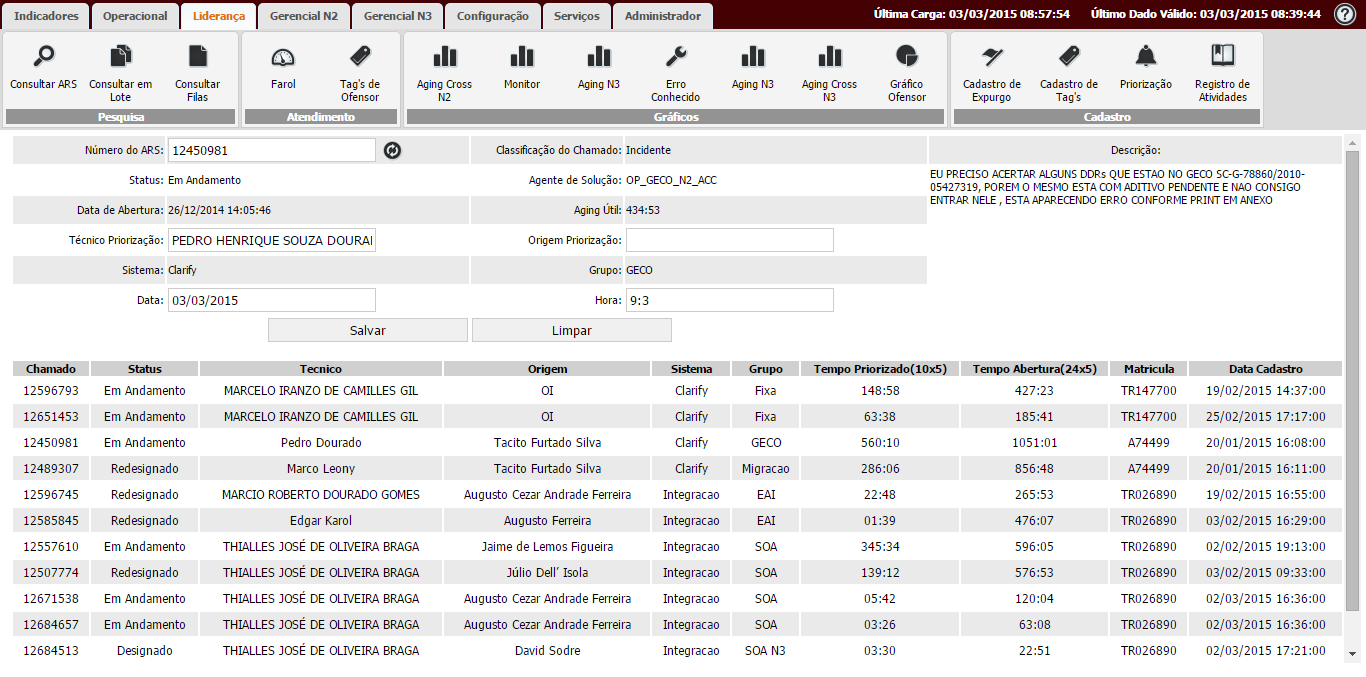 Indicadores Operacional Liderança Gerencial N2 Gerencial N3 Configuração Serviços Administrador Última Carga: 03/03/2015 08:57:54 Último Dado Válido: 03/03/2015 08:39:44 ?
Consultar ARS Consultar em Lote Consultar Filas Farol Tag's de Ofensor Aging Cross N2 Monitor Aging N3 Erro Conhecido Aging N3 Aging Cross N3 Gráfico Ofensor Cadastro de Expurgo Cadastro de Tag's Priorização Registro de Atividades
Pesquisa Atendimento Gráficos Cadastro
Número do ARS: 12450981 Classificação do Chamado: Incidente Descrição:
Status: Em Andamento Agente de Solução: OP_GECO_N2_ACC
EU PRECISO ACERTAR ALGUNS DDRs QUE ESTAO NO GECO SC-G-78860/2010-
05427319, POREM O MESMO ESTA COM ADITIVO PENDENTE E NAO CONSIGO
ENTRAR NELE , ESTA APARECENDO ERRO CONFORME PRINT EM ANEXO
Data de Abertura: 26/12/2014 14:05:46 Aging Útil: 434:53
Técnico Priorização: PEDRO HENRIQUE SOUZA DOURAI Origem Priorização:
Sistema: Clarify Grupo: GECO
Data: 03/03/2015 Hora: 9:3
Salvar Limpar
Chamado Status Tecnico Origem Sistema Grupo Tempo Priorizado(10x5) Tempo Abertura(24x5) Matricula Data Cadastro
12596793 Em Andamento MARCELO IRANZO DE CAMILLES GIL OI Clarify Fixa 148:58 427:23 TR147700 19/02/2015 14:37:00
12651453 Em Andamento MARCELO IRANZO DE CAMILLES GIL OI Clarify Fixa 63:38 185:41 TR147700 25/02/2015 17:17:00
12450981 Em Andamento Pedro Dourado Tacito Furtado Silva Clarify GECO 560:10 1051:01 A74499 20/01/2015 16:08:00
12489307 Redesignado Marco Leony Tacito Furtado Silva Clarify Migracao 286:06 856:48 A74499 20/01/2015 16:11:00
12596745 Redesignado MARCIO ROBERTO DOURADO GOMES Augusto Cezar Andrade Ferreira Integracao EAI 22:48 265:53 TR026890 19/02/2015 16:55:00
12585845 Redesignado Edgar Karol Augusto Ferreira Integracao EAI 01:39 476:07 TR026890 03/02/2015 16:29:00
12557610 Em Andamento THIALLES JOSÉ DE OLIVEIRA BRAGA Jaime de Lemos Figueira Integracao SOA 345:34 596:05 TR026890 02/02/2015 19:13:00
12507774 Redesignado THIALLES JOSÉ DE OLIVEIRA BRAGA Júlio Dell´ Isola Integracao SOA 139:12 576:53 TR026890 03/02/2015 09:33:00
12671538 Em Andamento THIALLES JOSÉ DE OLIVEIRA BRAGA Augusto Cezar Andrade Ferreira Integracao SOA 05:42 120:04 TR026890 02/03/2015 16:36:00
12684657 Em Andamento THIALLES JOSÉ DE OLIVEIRA BRAGA Augusto Cezar Andrade Ferreira Integracao SOA 03:26 63:08 TR026890 02/03/2015 16:36:00
12684513 Designado THIALLES JOSÉ DE OLIVEIRA BRAGA David Sodre Integracao SOA N3 03:30 22:51 TR026890 02/03/2015 17:21:00